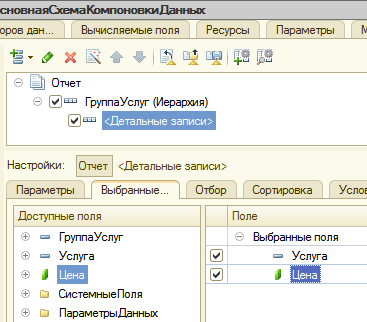 сновнаяСхемаКомпоновкиДанных
оров дан... Вычисляемые поля Ресурсы Параметры М
Отчет
ГруппаУслуг (Иерархия)
<Детальные записи>
Настройки: Отчет <Детальные записи>
Параметры Выбранные... Отбор Сортировка Усло
Доступные поля Поле
ГруппаУслуг Выбранные поля
Услуга Услуга
Цена Цена
СистемныеПоля
ПараметрыДанных